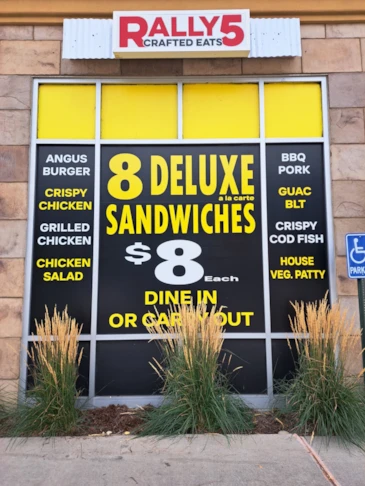 RALLY5
CRAFTED EATS
ANGUS
BURGER
CRISPY
CHICKEN
GRILLED
CHICKEN
CHICKEN
SALAD
8 DELUXE
a la carte
SANDWICHES
$8 Each
DINE IN
OR CARRY OUT
BBQ
PORK
GUAC
BLT
CRISPY
COD FISH
HOUSE
VEG. PATTY